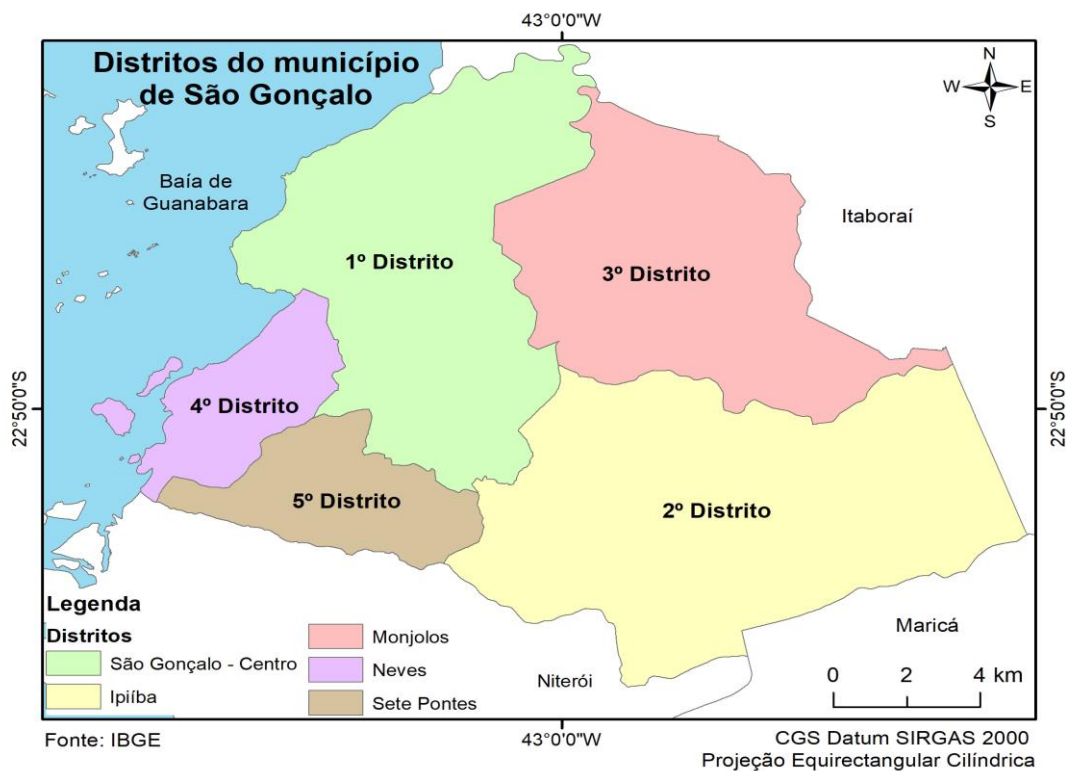 43°0'0"W
Distritos do município
de São Gonçalo
N
W E
S
Baía de
Guanabara
Itaboraí
1º Distrito
3º Distrito
4º Distrito
22°50'0"S
22°50'0"S
5º Distrito
2º Distrito
Legenda
Distritos
São Gonçalo - Centro
Ipiíba
Monjolos
Neves
Sete Pontes
Niterói
Maricá
0 2 4 km
Fonte: IBGE
43°0'0"W
CGS Datum SIRGAS 2000
Projeção Equirectangular Cilíndrica